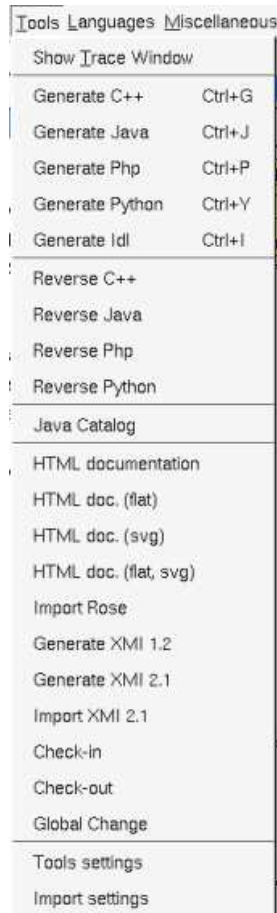 Tools Languages Miscellaneous
Show Trace Window
Generate C++ Ctrl+G
Generate Java Ctrl+J
Generate Php Ctrl+P
Generate Python Ctrl+Y
Generate Idl Ctrl+I
Reverse C++
Reverse Java
Reverse Php
Reverse Python
Java Catalog
HTML documentation
HTML doc. (flat)
HTML doc. (svg)
HTML doc. (flat, svg)
Import Rose
Generate XMI 1.2
Generate XMI 2.1
Import XMI 2.1
Check-in
Check-out
Global Change
Tools settings
Import settings